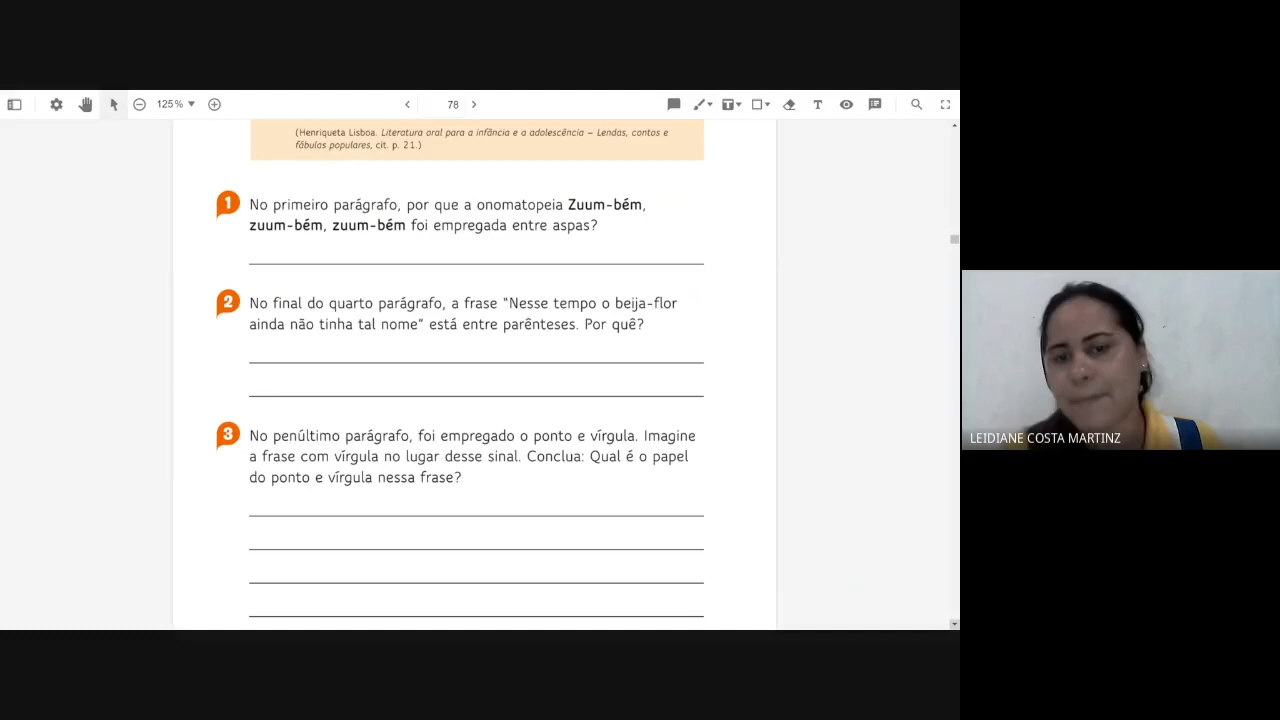 125%
78
(Henriqueta Lisboa. Literatura oral para a infância e a adolescência – Lendas, contos e
fábulas populares, cit. p. 21.)
1 No primeiro parágrafo, por que a onomatopeia Zuum-bém,
zuum-bém, zuum-bém foi empregada entre aspas?
2 No final do quarto parágrafo, a frase “Nesse tempo o beija-flor
ainda não tinha tal nome” está entre parênteses. Por quê?
3 No penúltimo parágrafo, foi empregado o ponto e vírgula. Imagine
a frase com vírgula no lugar desse sinal. Conclua: Qual é o papel
do ponto e vírgula nessa frase?
LEIDIANE COSTA MARTINZ